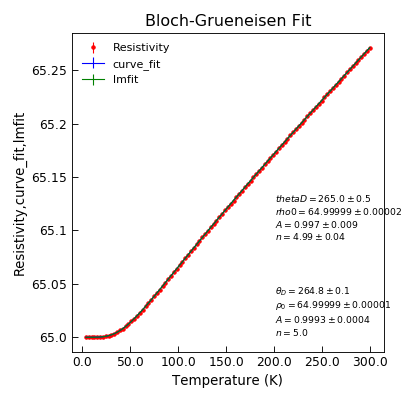 Bloch-Grueneisen Fit
Resistivity
curve_fit
lmfit
65.25
65.2
65.15
65.1
65.05
65.0
Resistivity,curve_fit,lmfit
thetaD = 265.0 ± 0.5
rho0 = 64.99999 ± 0.00002
A = 0.997 ± 0.009
n = 4.99 ± 0.04
θ_D = 264.8 ± 0.1
ρ₀ = 64.99999 ± 0.00001
A = 0.9993 ± 0.0004
n = 5.0
0.0 50.0 100.0 150.0 200.0 250.0 300.0
Temperature (K)